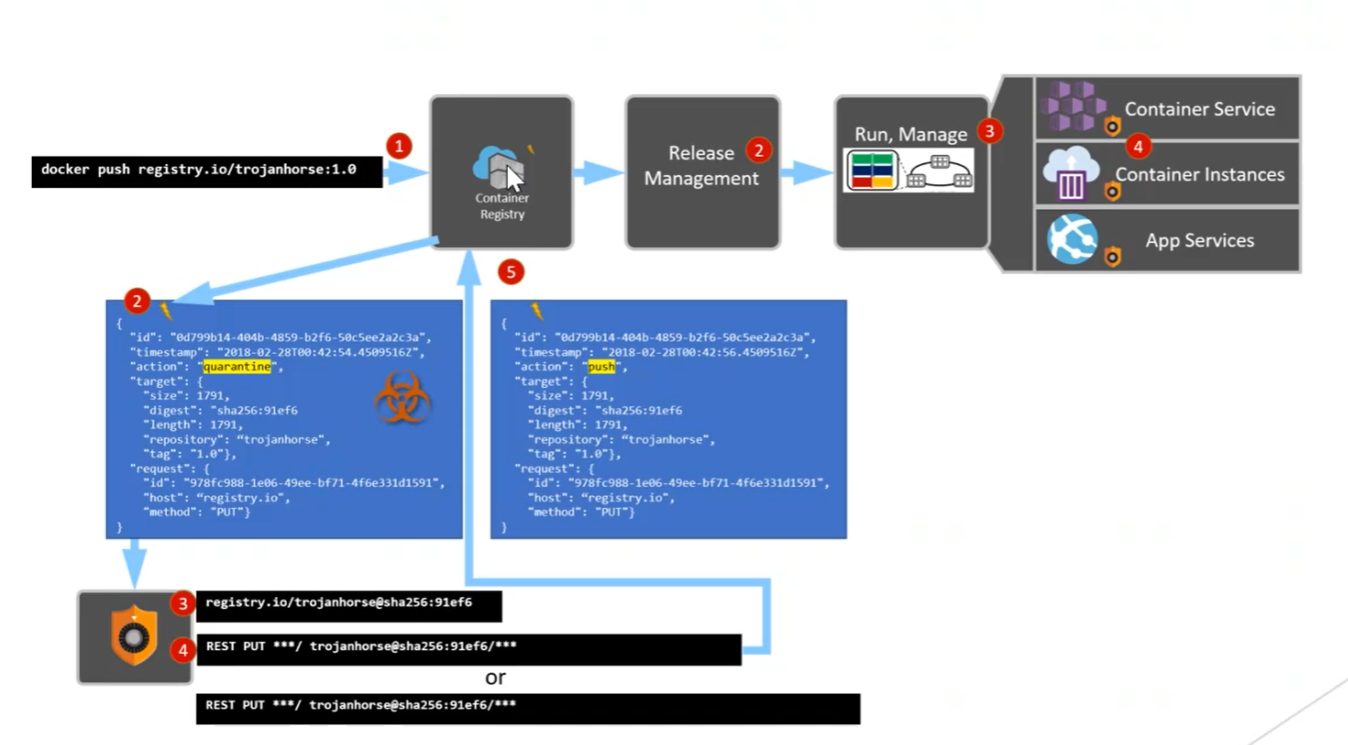 docker push registry.io/trojanhorse:1.0
1
Container
Registry
Release
Management
2
Run, Manage
3
Container Service
4
Container Instances
App Services
5
2
{
"id": "0d799b14-404b-4859-b2f6-50c5ee2a2c3a",
"timestamp": "2018-02-28T00:42:54.4509516Z",
"action": "quarantine",
"target": {
"size": 1791,
"digest": "sha256:91ef6
"length": 1791,
"repository": “trojanhorse",
"tag": "1.0"},
"request": {
"id": "978fc988-1e06-49ee-bf71-4f6e331d1591",
"host": “registry.io",
"method": "PUT"}
}
{
"id": "0d799b14-404b-4859-b2f6-50c5ee2a2c3a",
"timestamp": "2018-02-28T00:42:56.4509516Z",
"action": "push",
"target": {
"size": 1791,
"digest": "sha256:91ef6
"length": 1791,
"repository": “trojanhorse",
"tag": "1.0"},
"request": {
"id": "978fc988-1e06-49ee-bf71-4f6e331d1591",
"host": “registry.io",
"method": "PUT"}
}
3
registry.io/trojanhorse@sha256:91ef6
4
REST PUT ***/ trojanhorse@sha256:91ef6/***
or
REST PUT ***/ trojanhorse@sha256:91ef6/***